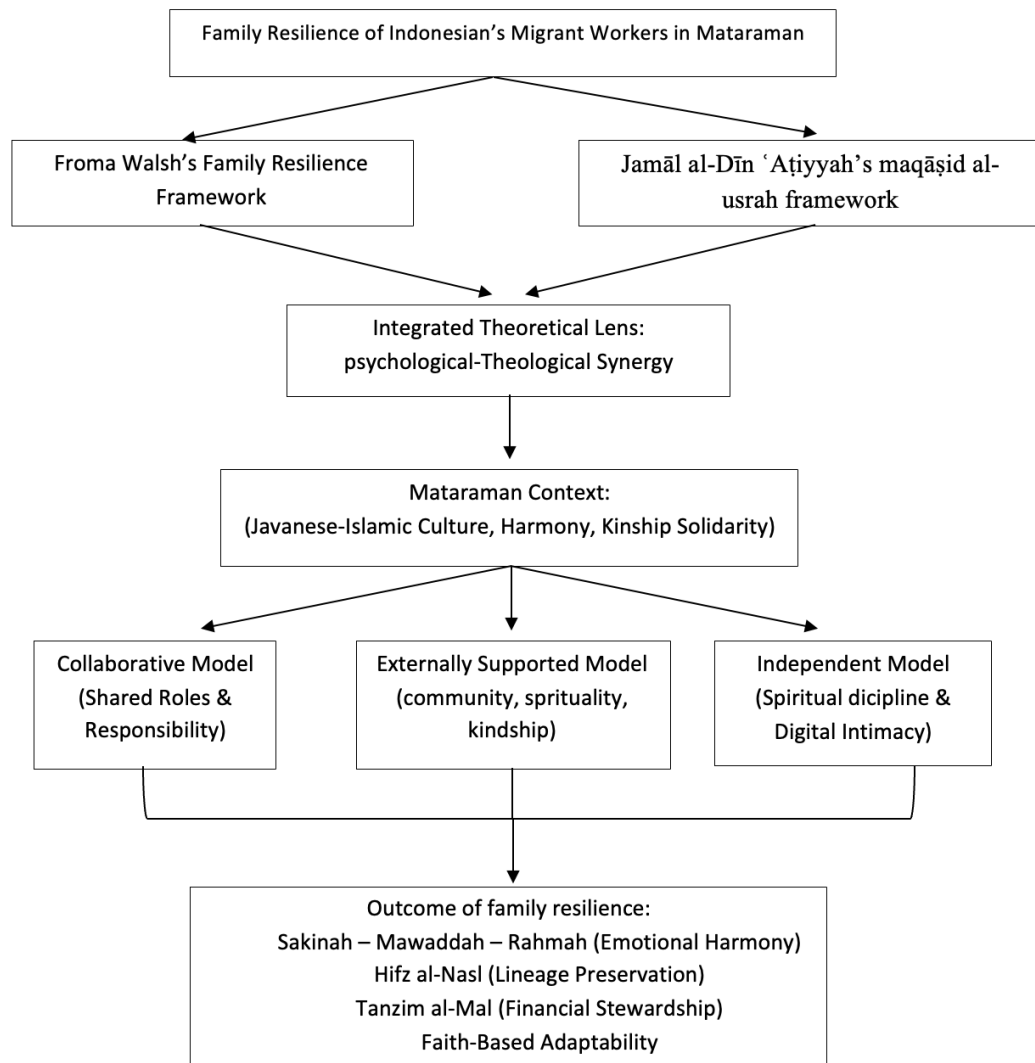 Family Resilience of Indonesian's Migrant Workers in Mataraman
Froma Walsh's Family Resilience
Framework
Jamāl al-Dīn ʿAṭiyyah's maqāṣid al-
usrah framework
Integrated Theoretical Lens:
psychological-Theological Synergy
Mataraman Context:
(Javanese-Islamic Culture, Harmony, Kinship Solidarity)
Collaborative Model
(Shared Roles &
Responsibility)
Externally Supported Model
(community, sprituality,
kindship)
Independent Model
(Spiritual dicipline &
Digital Intimacy)
Outcome of family resilience:
Sakinah – Mawaddah – Rahmah (Emotional Harmony)
Hifz al-Nasl (Lineage Preservation)
Tanzim al-Mal (Financial Stewardship)
Faith-Based Adaptability